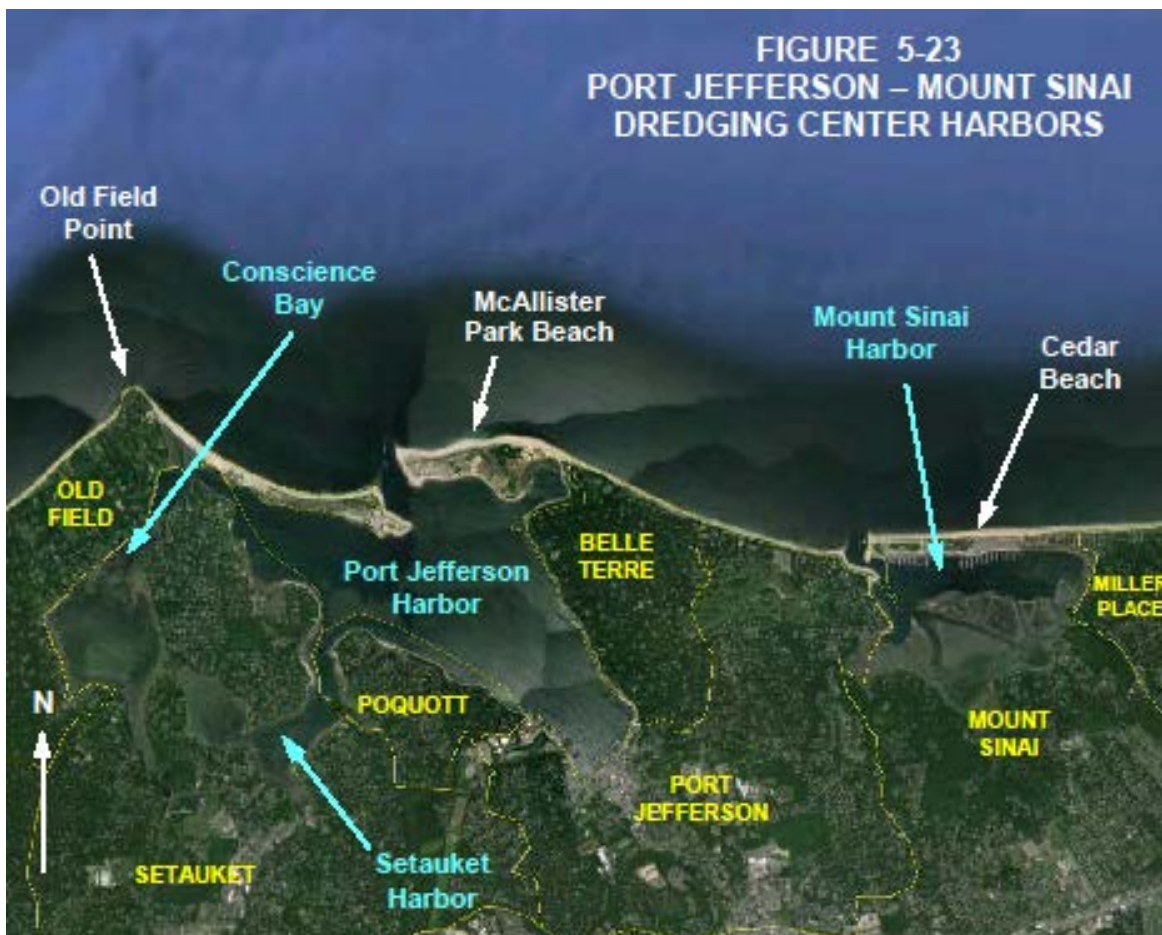 FIGURE 5-23
PORT JEFFERSON – MOUNT SINAI
DREDGING CENTER HARBORS
Old Field
Point
Conscience
Bay
McAllister
Park Beach
Mount Sinai
Harbor
Cedar
Beach
OLD
FIELD
Port Jefferson
Harbor
BELLE
TERRE
MILLER
PLACE
N
POQUOTT
MOUNT
SINAI
PORT
JEFFERSON
SETAUKET
Setauket
Harbor